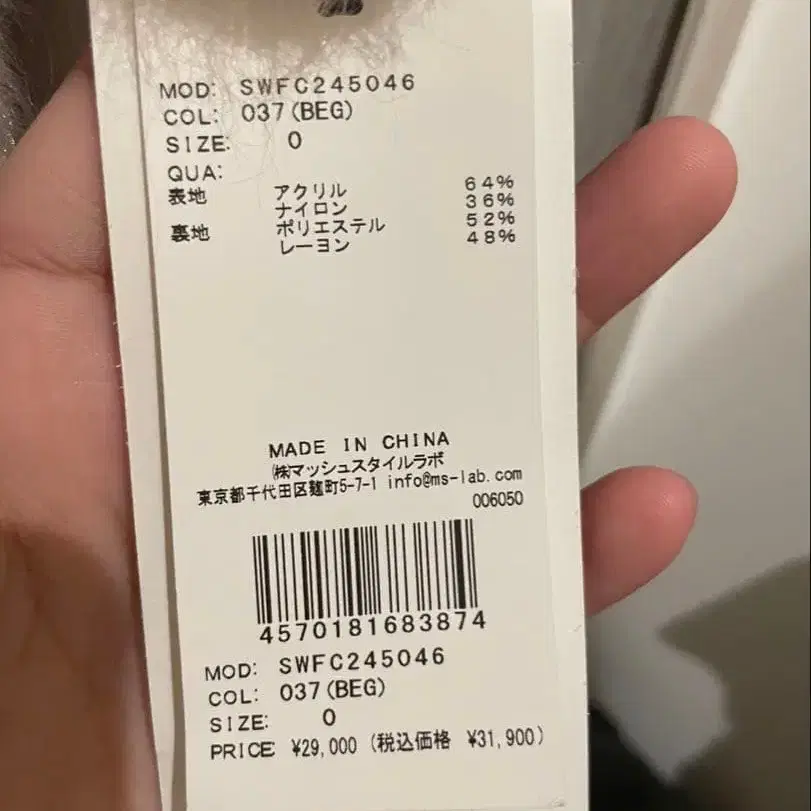 MOD: SWFC245046
COL: 037(BEG)
SIZE: 0
QUA:
表地 アクリル 64%
ナイロン 36%
裏地 ポリエステル 52%
レーヨン 48%
MADE IN CHINA
㈱マッシュスタイルラボ
東京都千代田区麹町5-7-1 info@ms-lab.com
006050
4570181683874
MOD: SWFC245046
COL: 037(BEG)
SIZE: 0
PRICE: ¥29,000 (税込価格 ¥31,900)